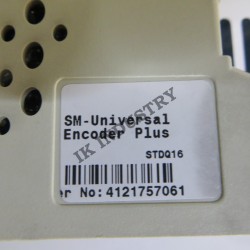 SM-Universal
Encoder Plus
STDQ16
er No:4121757061
IK INDUSTRY